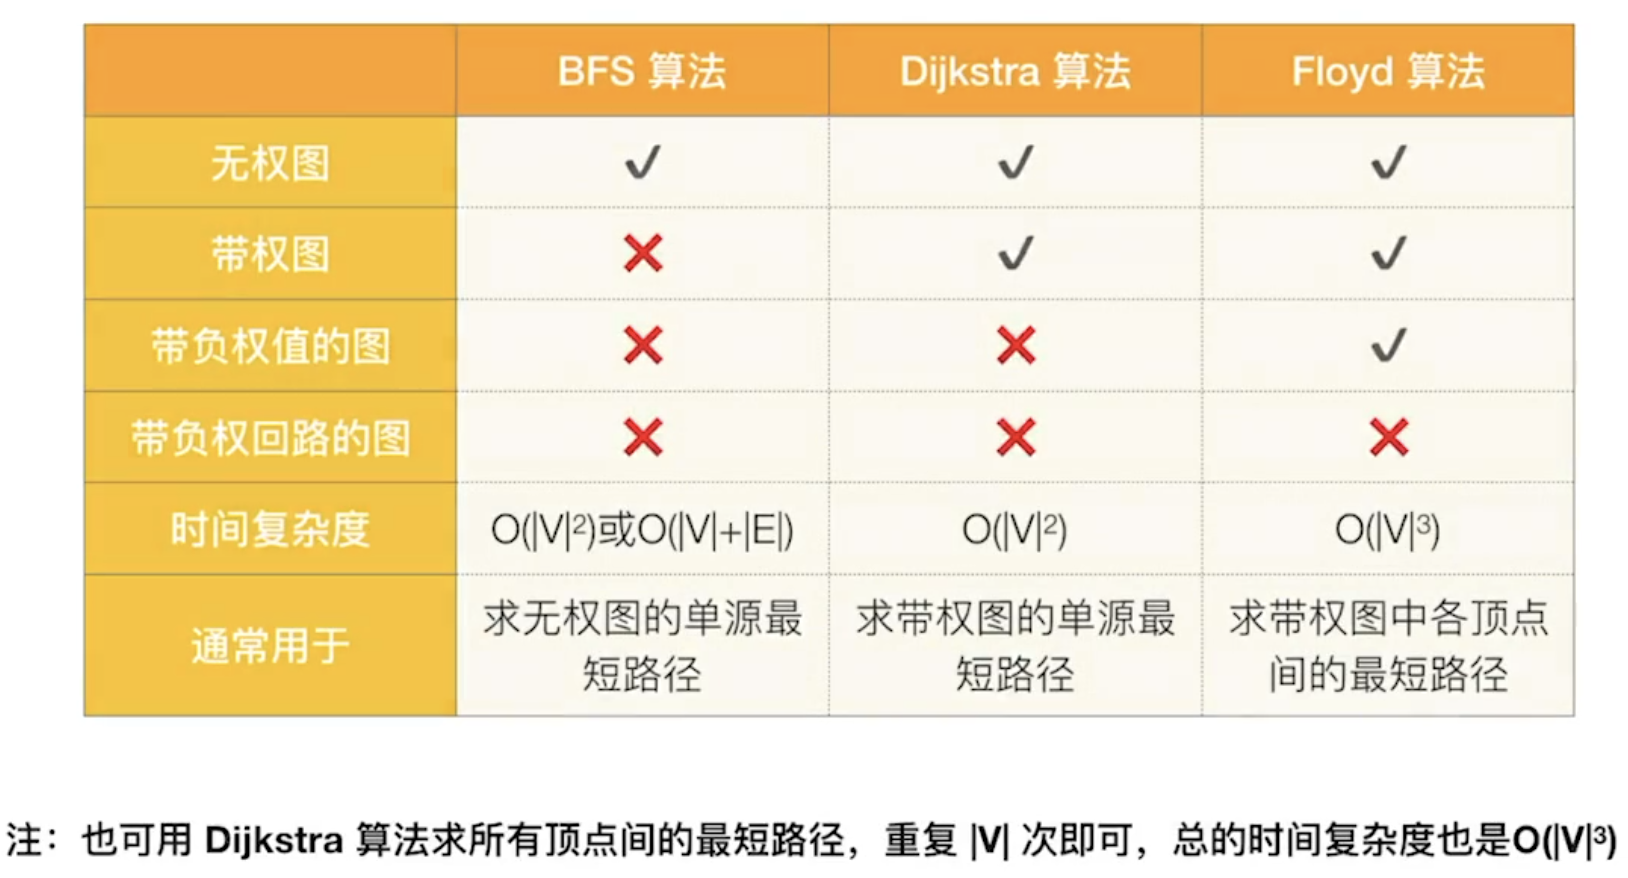 BFS 算法 Dijkstra 算法 Floyd 算法
无权图 ✓ ✓ ✓
带权图 ❌ ✓ ✓
带负权值的图 ❌ ❌ ✓
带负权回路的图 ❌ ❌ ❌
时间复杂度 O(|V|²)或O(|V|+|E|) O(|V|²) O(|V|³)
通常用于 求无权图的单源最短路径 求带权图的单源最短路径 求带权图中各顶点间的最短路径
注：也可用 Dijkstra 算法求所有顶点间的最短路径，重复 |V| 次即可，总的时间复杂度也是O(|V|³)